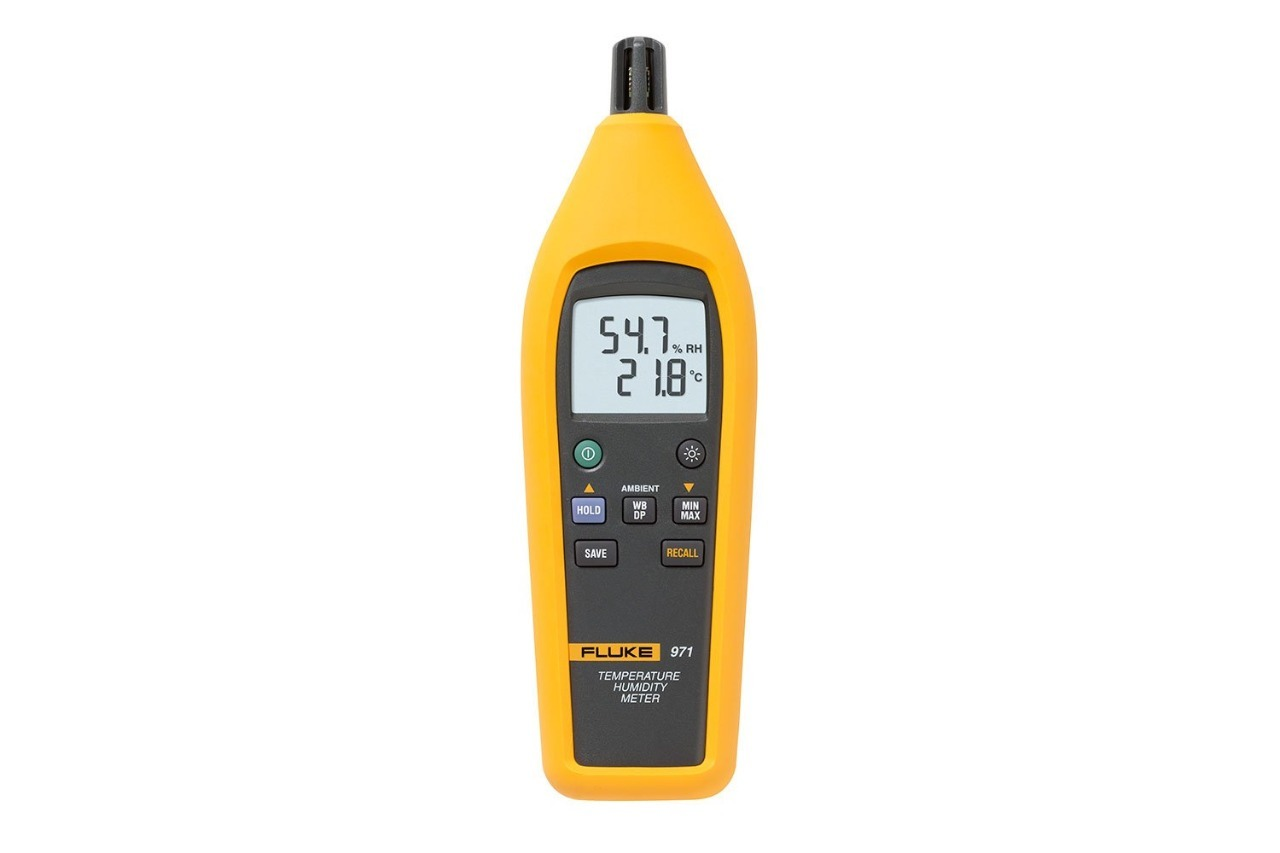 54.7 % RH
21.8 °C
AMBIENT
HOLD
WB
DP
MIN
MAX
SAVE
RECALL
FLUKE 971
TEMPERATURE
HUMIDITY
METER